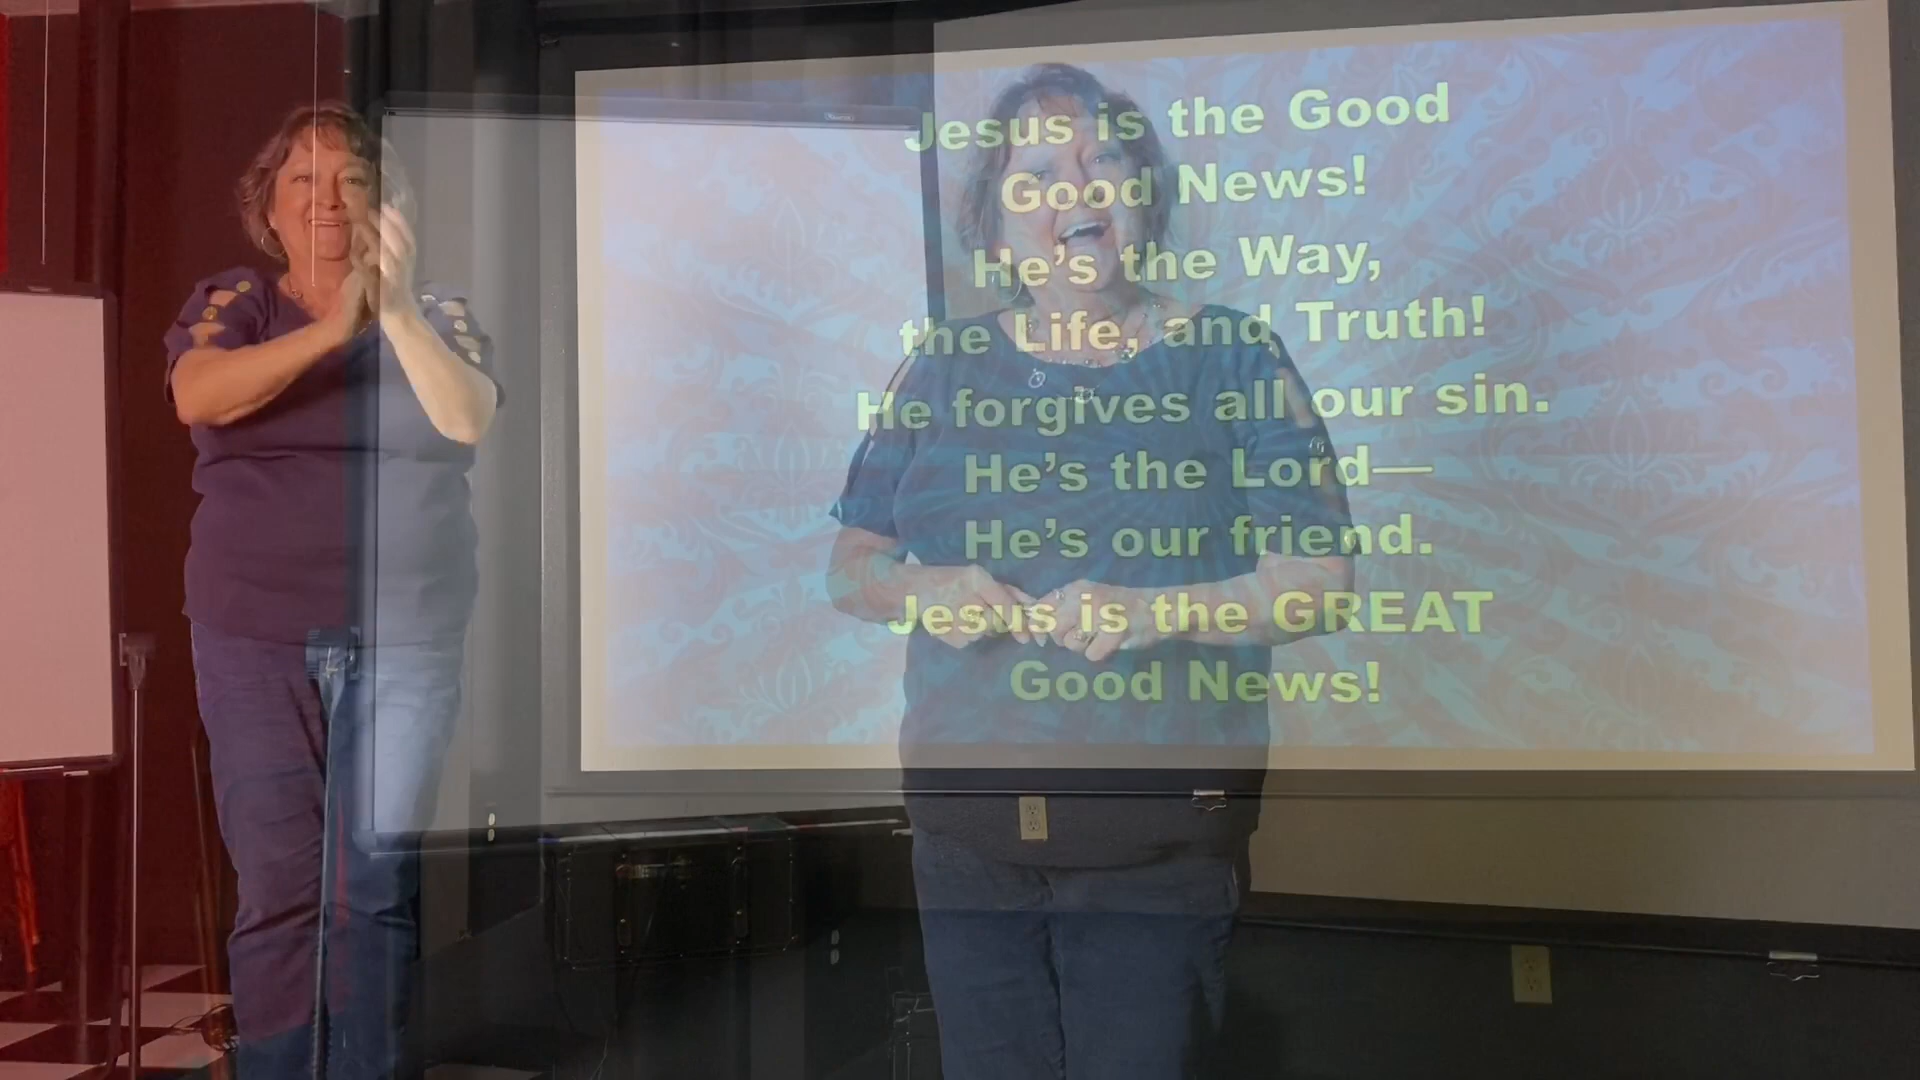 Jesus is the Good
Good News!
He's the Way,
the Life, and Truth!
He forgives all our sin.
He's the Lord—
He's our friend.
Jesus is the GREAT
Good News!